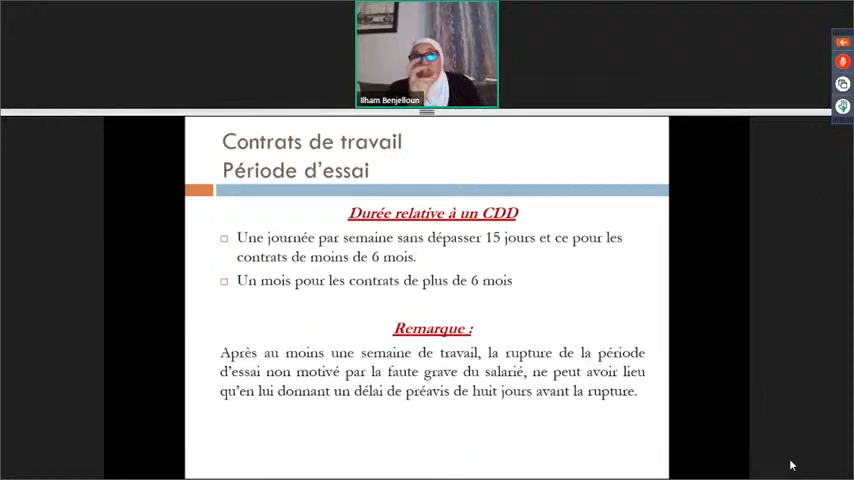 Ilham Benjelloun
Contrats de travail
Période d'essai
Durée relative à un CDD
Une journée par semaine sans dépasser 15 jours et ce pour les
contrats de moins de 6 mois.
Un mois pour les contrats de plus de 6 mois
Remarque :
Après au moins une semaine de travail, la rupture de la période
d'essai non motivé par la faute grave du salarié, ne peut avoir lieu
qu'en lui donnant un délai de préavis de huit jours avant la rupture.